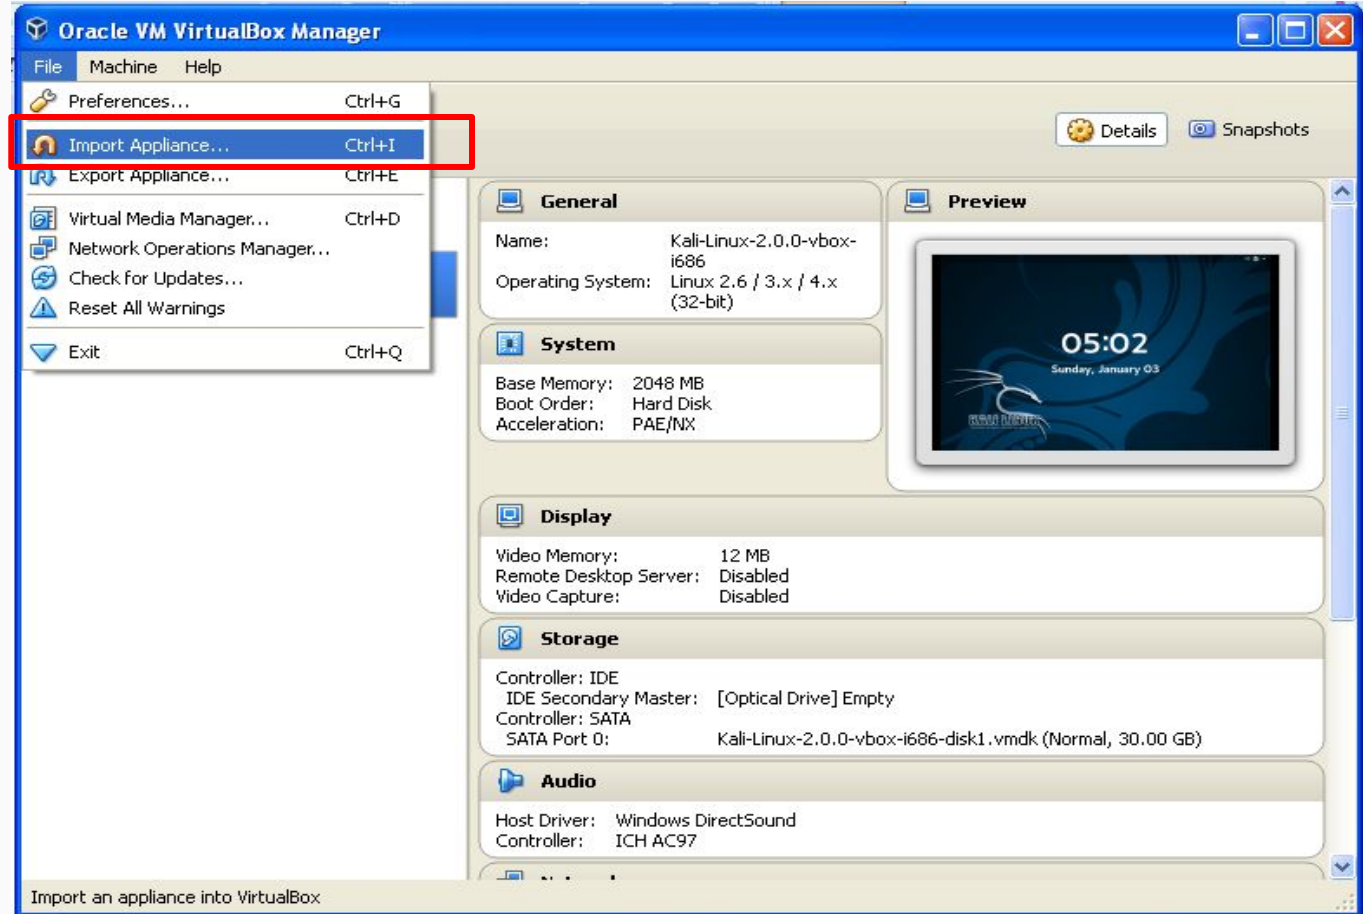 Oracle VM VirtualBox Manager
File Machine Help
Preferences... Ctrl+G
Import Appliance... Ctrl+I
Export Appliance... Ctrl+E
Virtual Media Manager... Ctrl+D
Network Operations Manager...
Check for Updates...
Reset All Warnings
Exit Ctrl+Q
Details Snapshots
General
Name: Kali-Linux-2.0.0-vbox-
i686
Operating System: Linux 2.6 / 3.x / 4.x
(32-bit)
Preview
05:02
Sunday, January 03
KALI LINUX
System
Base Memory: 2048 MB
Boot Order: Hard Disk
Acceleration: PAE/NX
Display
Video Memory: 12 MB
Remote Desktop Server: Disabled
Video Capture: Disabled
Storage
Controller: IDE
IDE Secondary Master: [Optical Drive] Empty
Controller: SATA
SATA Port 0: Kali-Linux-2.0.0-vbox-i686-disk1.vmdk (Normal, 30.00 GB)
Audio
Host Driver: Windows DirectSound
Controller: ICH AC97
Import an appliance into VirtualBox